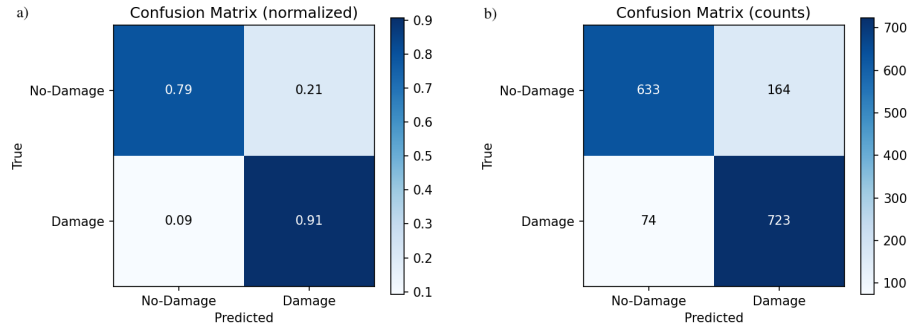 a)
Confusion Matrix (normalized)
True
No-Damage
Damage
0.79
0.21
0.09
0.91
No-Damage
Damage
Predicted
0.9
0.8
0.7
0.6
0.5
0.4
0.3
0.2
0.1
b)
Confusion Matrix (counts)
True
No-Damage
Damage
633
164
74
723
No-Damage
Damage
Predicted
700
600
500
400
300
200
100